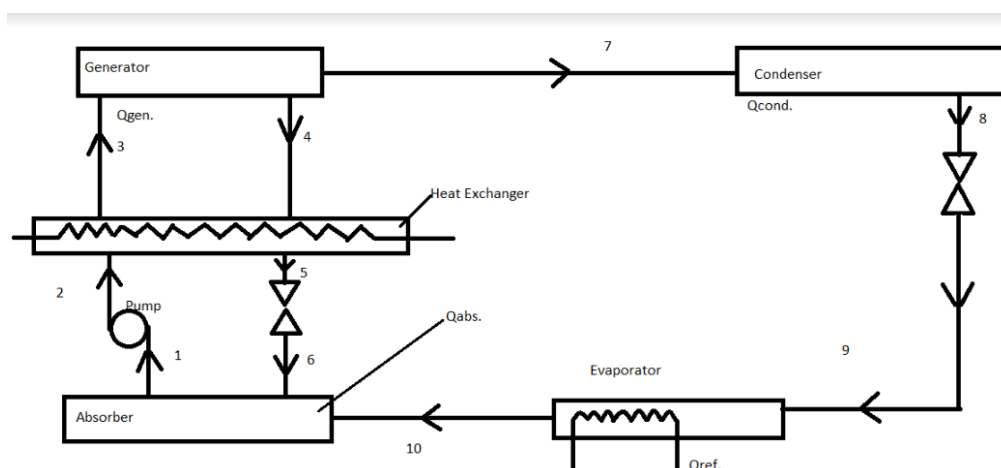 7
Generator
Condenser
Qgen.
Qcond.
3
4
8
Heat Exchanger
2
5
Pump
Qabs.
1
6
9
Evaporator
Absorber
10
Qref.